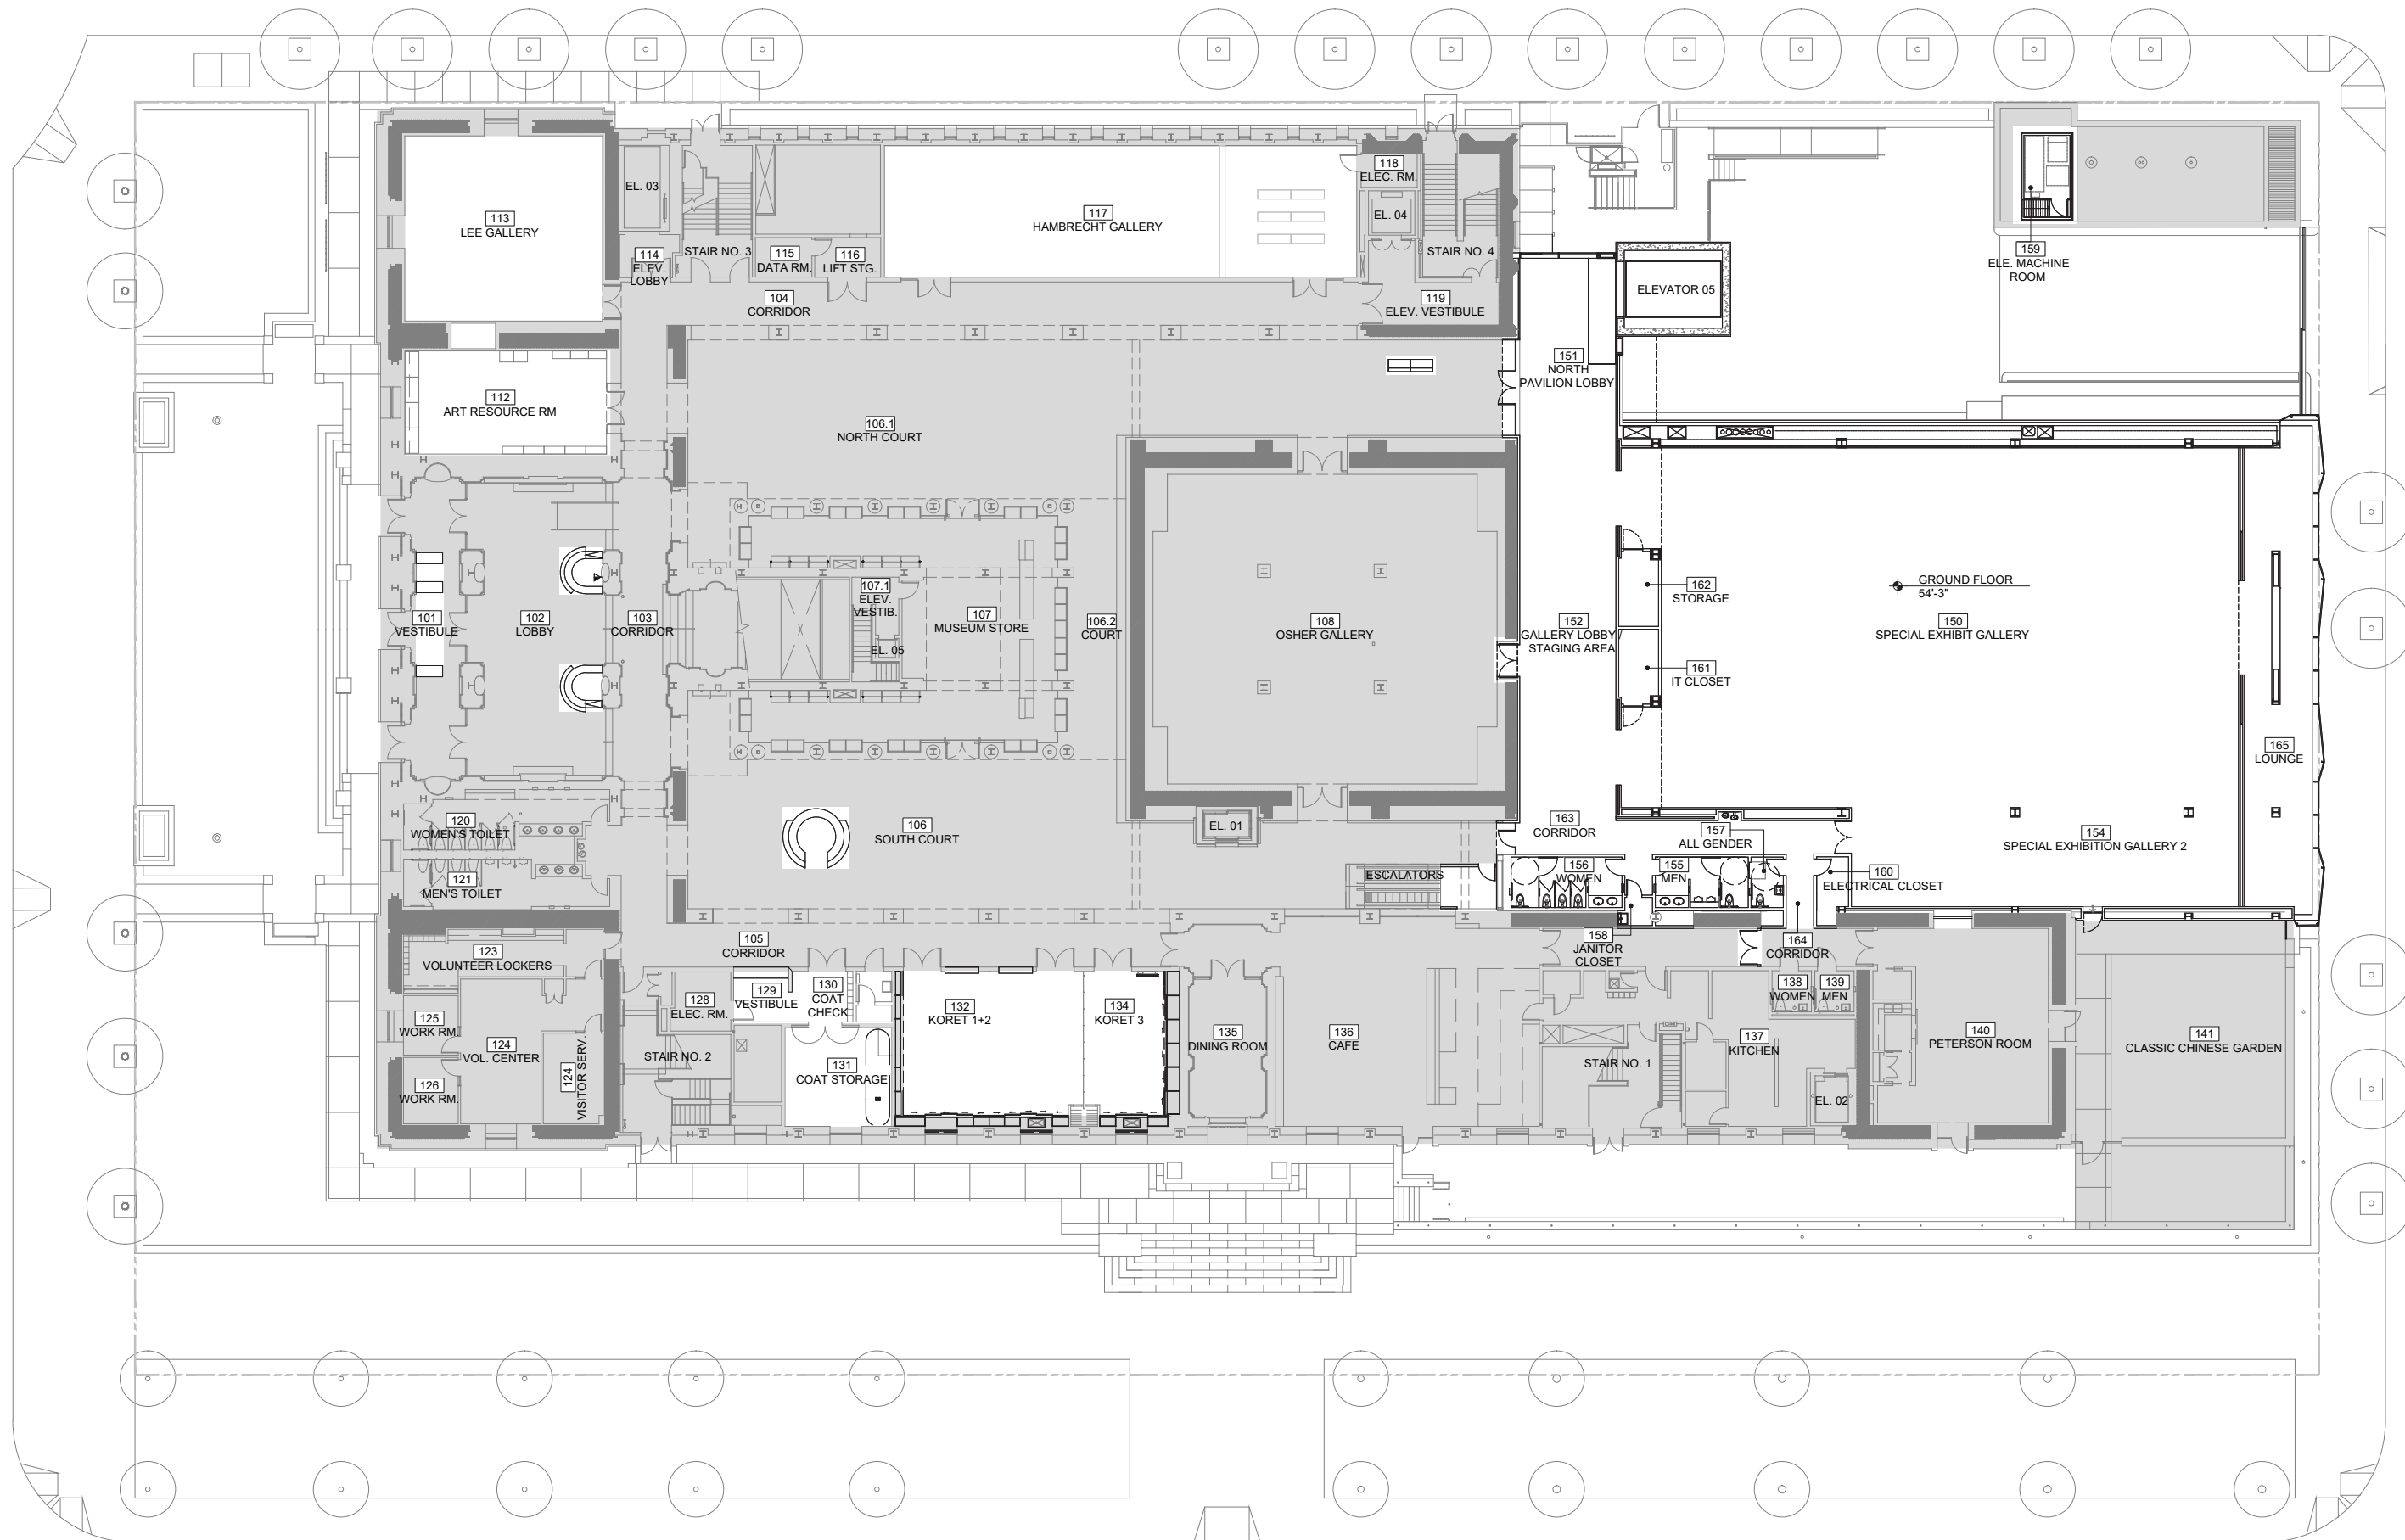 118
ELEC. RM.
EL. 03
113
LEE GALLERY
117
HAMBRECHT GALLERY
EL. 04
114
ELEV.
LOBBY
STAIR NO. 3
115
DATA RM.
116
LIFT STG.
STAIR NO. 4
159
ELE. MACHINE
ROOM
104
CORRIDOR
119
ELEV. VESTIBULE
ELEVATOR 05
151
NORTH
PAVILION LOBBY
112
ART RESOURCE RM
106.1
NORTH COURT
107.1
ELEV.
VESTIB.
162
STORAGE
GROUND FLOOR
54'-3"
101
VESTIBULE
102
LOBBY
103
CORRIDOR
107
MUSEUM STORE
106.2
COURT
108
OSHER GALLERY
152
GALLERY LOBBY/
STAGING AREA
150
SPECIAL EXHIBIT GALLERY
EL. 05
161
IT CLOSET
165
LOUNGE
120
WOMEN'S TOILET
106
SOUTH COURT
EL. 01
163
CORRIDOR
157
ALL GENDER
154
SPECIAL EXHIBITION GALLERY 2
121
MEN'S TOILET
ESCALATORS
156
WOMEN
155
MEN
160
ELECTRICAL CLOSET
123
VOLUNTEER LOCKERS
105
CORRIDOR
158
JANITOR
CLOSET
164
CORRIDOR
128
ELEC. RM.
129
VESTIBULE
130
COAT
CHECK
132
KORET 1+2
134
KORET 3
138
WOMEN
139
MEN
125
WORK RM.
124
VOL. CENTER
124
VISITOR SERV.
STAIR NO. 2
131
COAT STORAGE
135
DINING ROOM
136
CAFE
STAIR NO. 1
137
KITCHEN
140
PETERSON ROOM
141
CLASSIC CHINESE GARDEN
126
WORK RM.
EL. 02